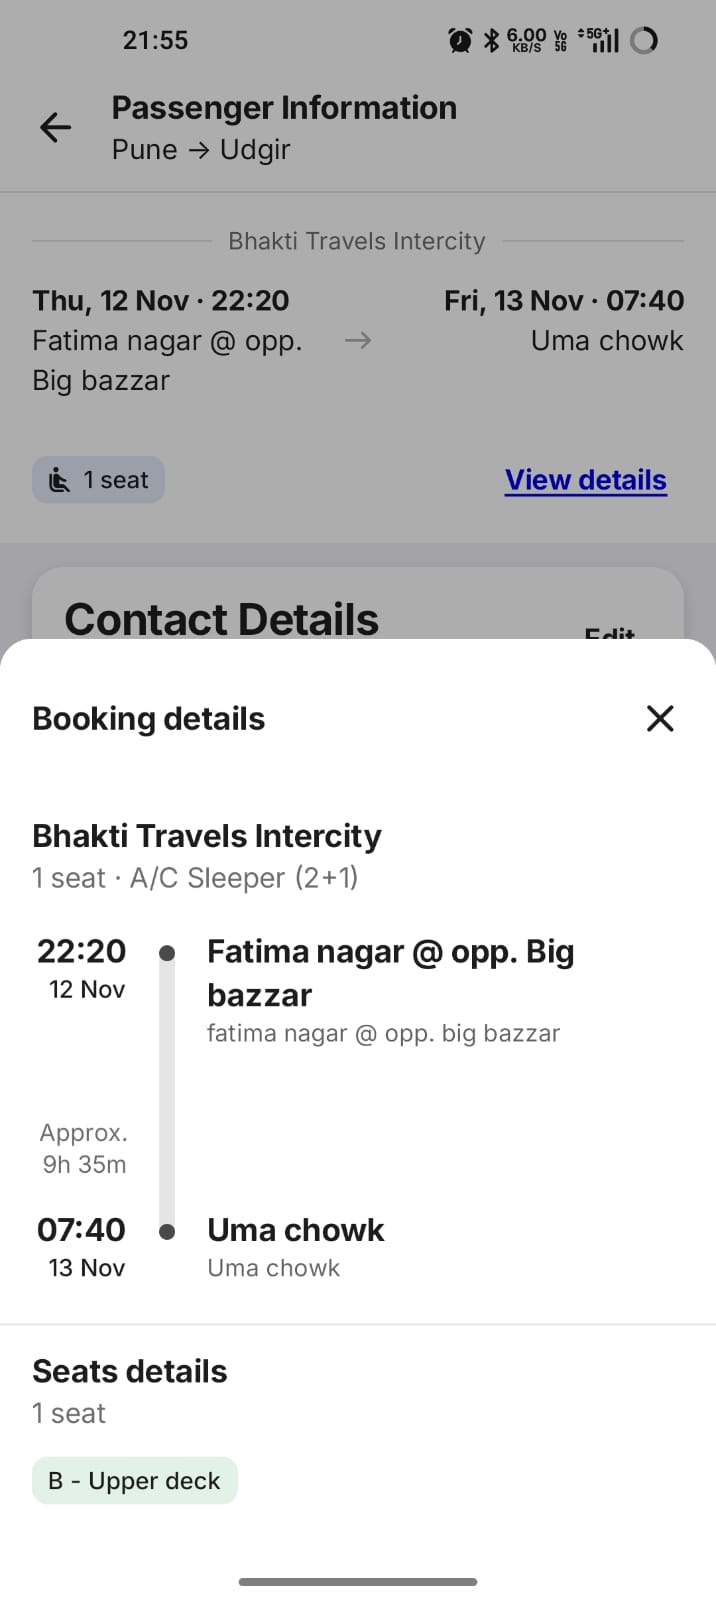 21:55
6.00 KB/S Vo 5G 5G+
Passenger Information
Pune → Udgir
Bhakti Travels Intercity
Thu, 12 Nov · 22:20
Fri, 13 Nov · 07:40
Fatima nagar @ opp.
Big bazzar
→
Uma chowk
1 seat
View details
Contact Details
Edit
Booking details
Bhakti Travels Intercity
1 seat · A/C Sleeper (2+1)
22:20
12 Nov
Fatima nagar @ opp. Big
bazzar
fatima nagar @ opp. big bazzar
Approx.
9h 35m
07:40
13 Nov
Uma chowk
Uma chowk
Seats details
1 seat
B - Upper deck